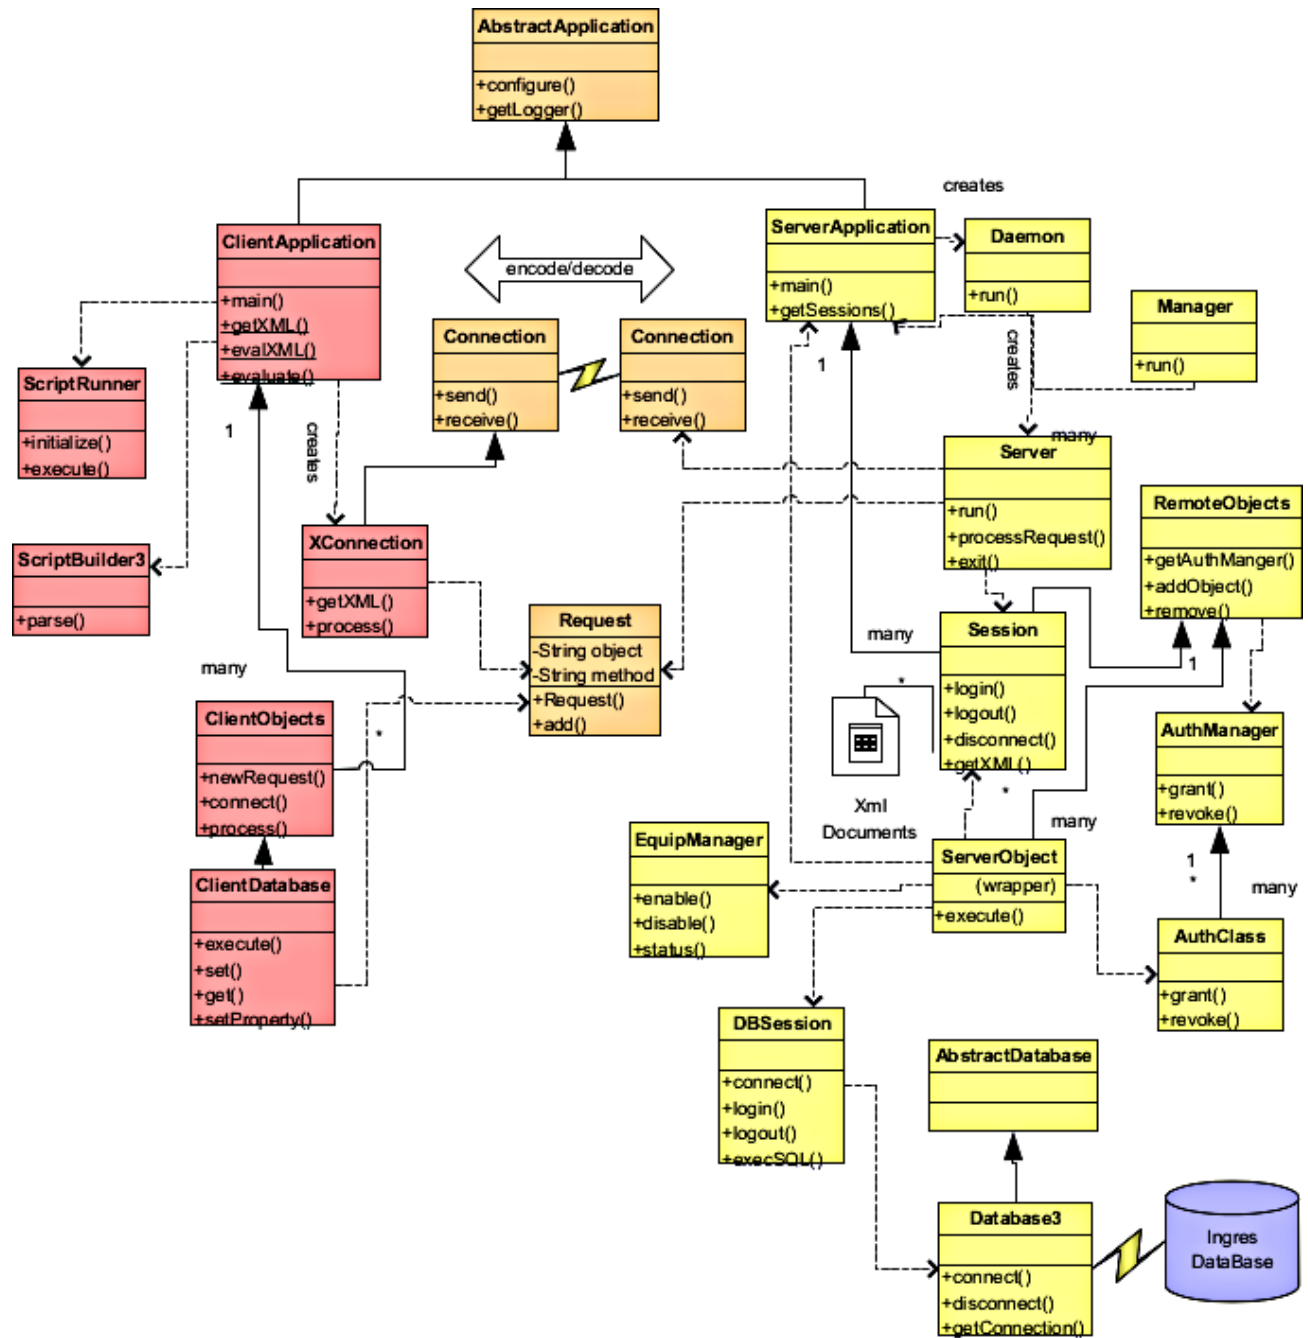 AbstractApplication
+configure()
+getLogger()
creates
ClientApplication
+main()
+getXML()
+evalXML()
+evaluate()
encode/decode
ServerApplication
+main()
+getSessions()
Daemon
+run()
Manager
+run()
Connection
+send()
+receive()
Connection
+send()
+receive()
1
creates
ScriptRunner
+initialize()
+execute()
1
creates
many
Server
+run()
+processRequest()
+exit()
RemoteObjects
+getAuthManger()
+addObject()
+remove()
ScriptBuilder3
+parse()
XConnection
+getXML()
+process()
Request
-String object
-String method
+Request()
+add()
many
Session
+login()
+logout()
+disconnect()
+getXML()
1
*
many
*
ClientObjects
+newRequest()
+connect()
+process()
Xml
Documents
*
many
AuthManager
+grant()
+revoke()
EquipManager
+enable()
+disable()
+status()
ServerObject
(wrapper)
+execute()
1
*
many
ClientDatabase
+execute()
+set()
+get()
+setProperty()
AuthClass
+grant()
+revoke()
DBSession
+connect()
+login()
+logout()
+execSQL()
AbstractDatabase
Database3
+connect()
+disconnect()
+getConnection()
Ingres
DataBase